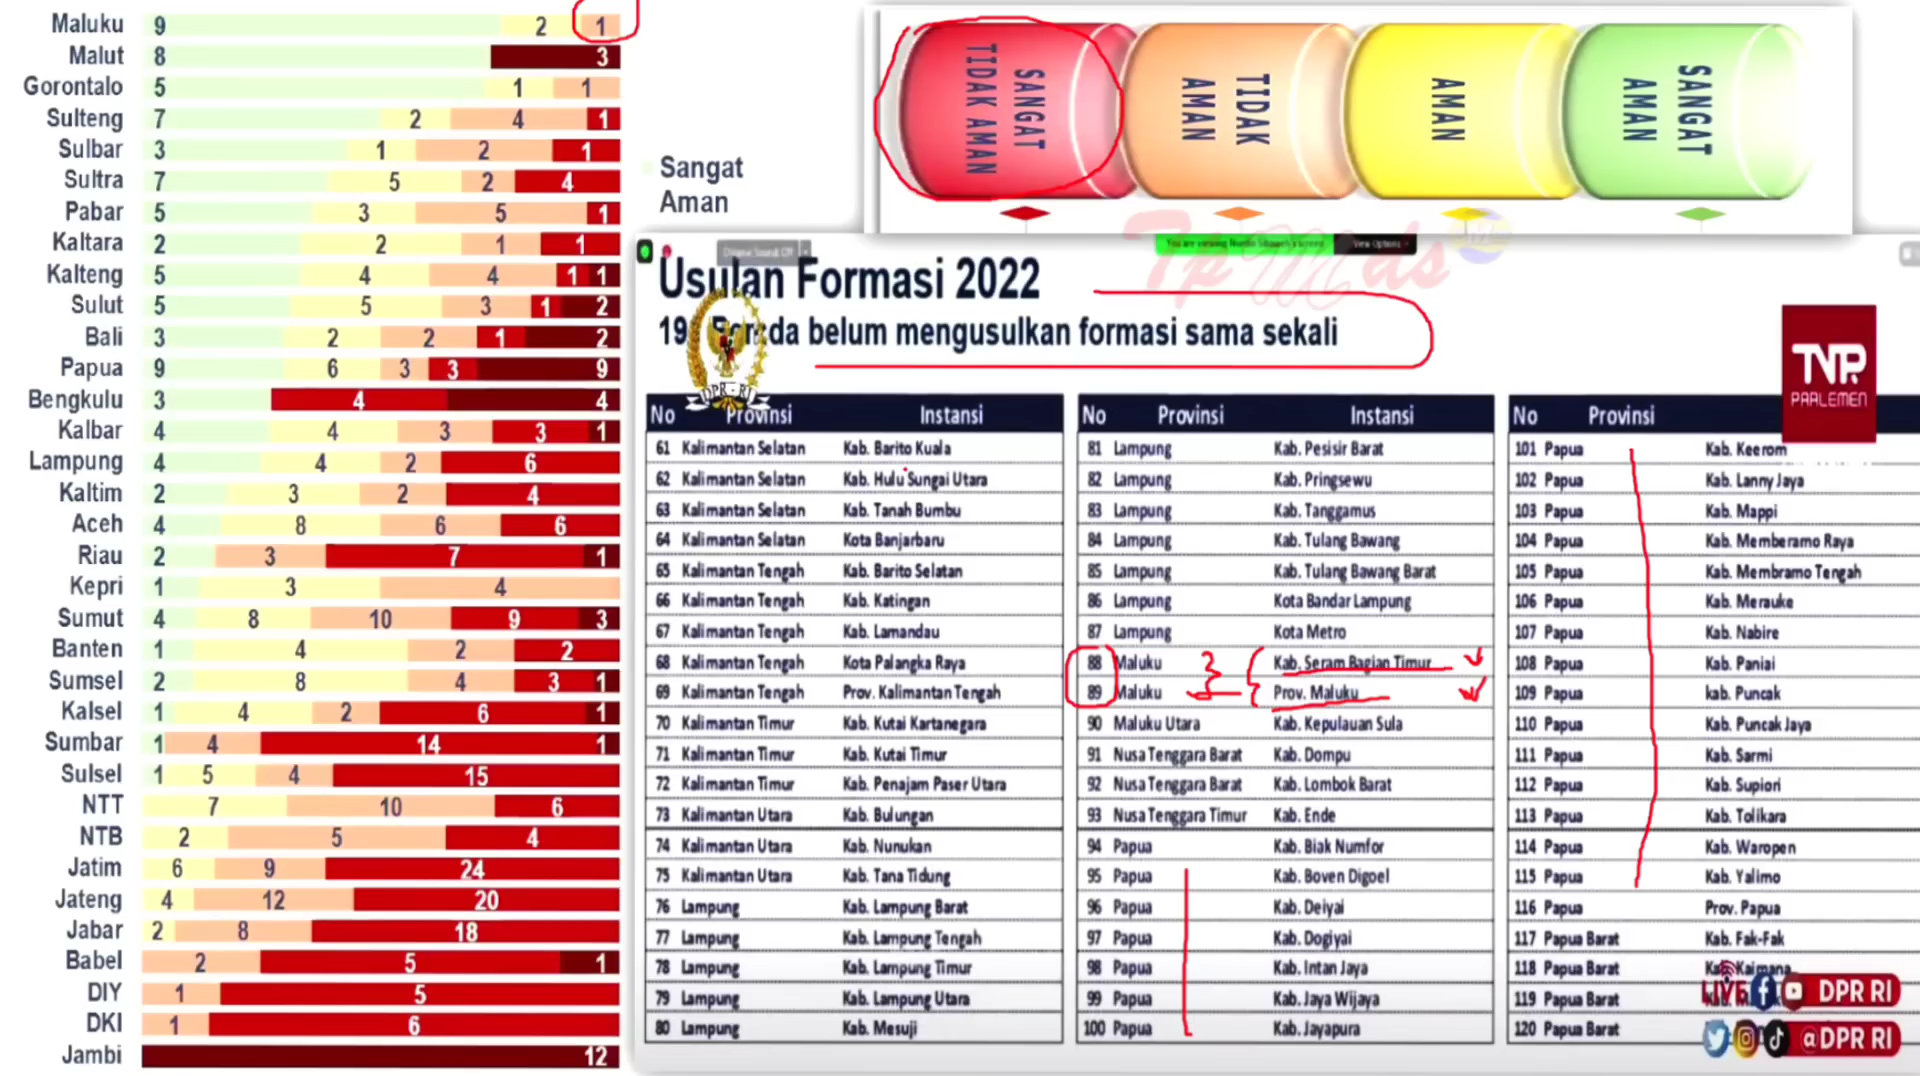 Maluku 9 2 1
Malut 8 3
Gorontalo 5 1 1
Sulteng 7 2 4 1
Sulbar 3 1 2 1
Sultra 7 5 2 4
Pabar 5 3 5 1
Kaltara 2 2 1 1
Kalteng 5 4 4 1 1
Sulut 5 5 3 1 2
Bali 3 2 2 1 2
Papua 9 6 3 3 9
Bengkulu 3 4 4
Kalbar 4 4 3 3 1
Lampung 4 4 2 6
Kaltim 2 3 2 4
Aceh 4 8 6 6
Riau 2 3 7 1
Kepri 1 3 4
Sumut 4 8 10 9 3
Banten 1 4 2 2
Sumsel 2 8 4 3 1
Kalsel 1 4 2 6 1
Sumbar 1 4 14 1
Sulsel 1 5 4 15
NTT 7 10 6
NTB 2 5 4
Jatim 6 9 24
Jateng 4 12 20
Jabar 2 8 18
Babel 2 5 1
DIY 1 5
DKI 1 6
Jambi 12
Sangat
Aman
SANGAT
TIDAK AMAN
TIDAK
AMAN
AMAN
SANGAT
AMAN
TpMds
You are viewing screen View Options
Usulan Formasi 2022
19 belum mengusulkan formasi sama sekali
DPR-RI
TVR
PARLEMEN
No Provinsi Instansi
61 Kalimantan Selatan Kab. Barito Kuala
62 Kalimantan Selatan Kab. Hulu Sungai Utara
63 Kalimantan Selatan Kab. Tanah Bumbu
64 Kalimantan Selatan Kota Banjarbaru
65 Kalimantan Tengah Kab. Barito Selatan
66 Kalimantan Tengah Kab. Katingan
67 Kalimantan Tengah Kab. Lamandau
68 Kalimantan Tengah Kota Palangka Raya
69 Kalimantan Tengah Prov. Kalimantan Tengah
70 Kalimantan Timur Kab. Kutai Kartanegara
71 Kalimantan Timur Kab. Kutai Timur
72 Kalimantan Timur Kab. Penajam Paser Utara
73 Kalimantan Utara Kab. Bulungan
74 Kalimantan Utara Kab. Nunukan
75 Kalimantan Utara Kab. Tana Tidung
76 Lampung Kab. Lampung Barat
77 Lampung Kab. Lampung Tengah
78 Lampung Kab. Lampung Timur
79 Lampung Kab. Lampung Utara
80 Lampung Kab. Mesuji
No Provinsi Instansi
81 Lampung Kab. Pesisir Barat
82 Lampung Kab. Pringsewu
83 Lampung Kab. Tanggamus
84 Lampung Kab. Tulang Bawang
85 Lampung Kab. Tulang Bawang Barat
86 Lampung Kota Bandar Lampung
87 Lampung Kota Metro
88 Maluku Kab. Seram Bagian Timur
89 Maluku Prov. Maluku
90 Maluku Utara Kab. Kepulauan Sula
91 Nusa Tenggara Barat Kab. Dompu
92 Nusa Tenggara Barat Kab. Lombok Barat
93 Nusa Tenggara Timur Kab. Ende
94 Papua Kab. Biak Numfor
95 Papua Kab. Boven Digoel
96 Papua Kab. Deiyai
97 Papua Kab. Dogiyai
98 Papua Kab. Intan Jaya
99 Papua Kab. Jaya Wijaya
100 Papua Kab. Jayapura
No Provinsi
101 Papua Kab. Keerom
102 Papua Kab. Lanny Jaya
103 Papua Kab. Mappi
104 Papua Kab. Memberamo Raya
105 Papua Kab. Membramo Tengah
106 Papua Kab. Merauke
107 Papua Kab. Nabire
108 Papua Kab. Paniai
109 Papua kab. Puncak
110 Papua Kab. Puncak Jaya
111 Papua Kab. Sarmi
112 Papua Kab. Supiori
113 Papua Kab. Tolikara
114 Papua Kab. Waropen
115 Papua Kab. Yalimo
116 Papua Prov. Papua
117 Papua Barat Kab. Fak-Fak
118 Papua Barat Kab. Kaimana
119 Papua Barat
120 Papua Barat
LIVE DPR RI
@DPR RI